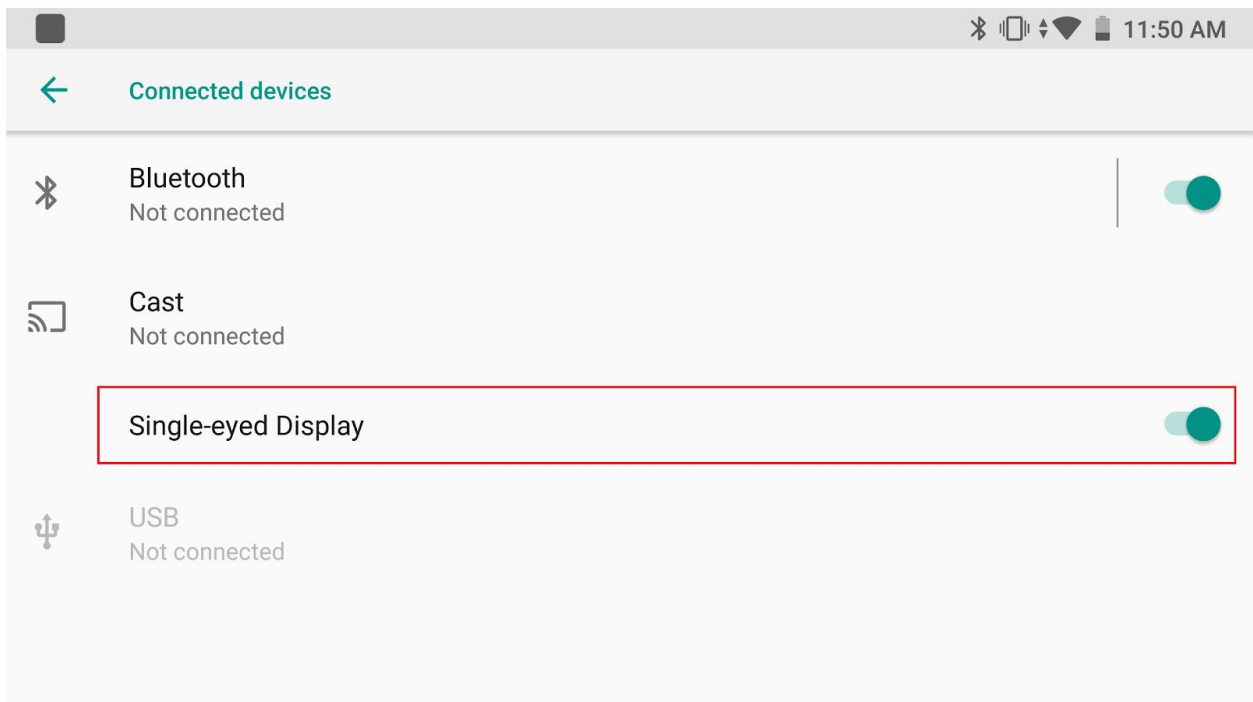 11:50 AM
Connected devices
Bluetooth
Not connected
Cast
Not connected
Single-eyed Display
USB
Not connected